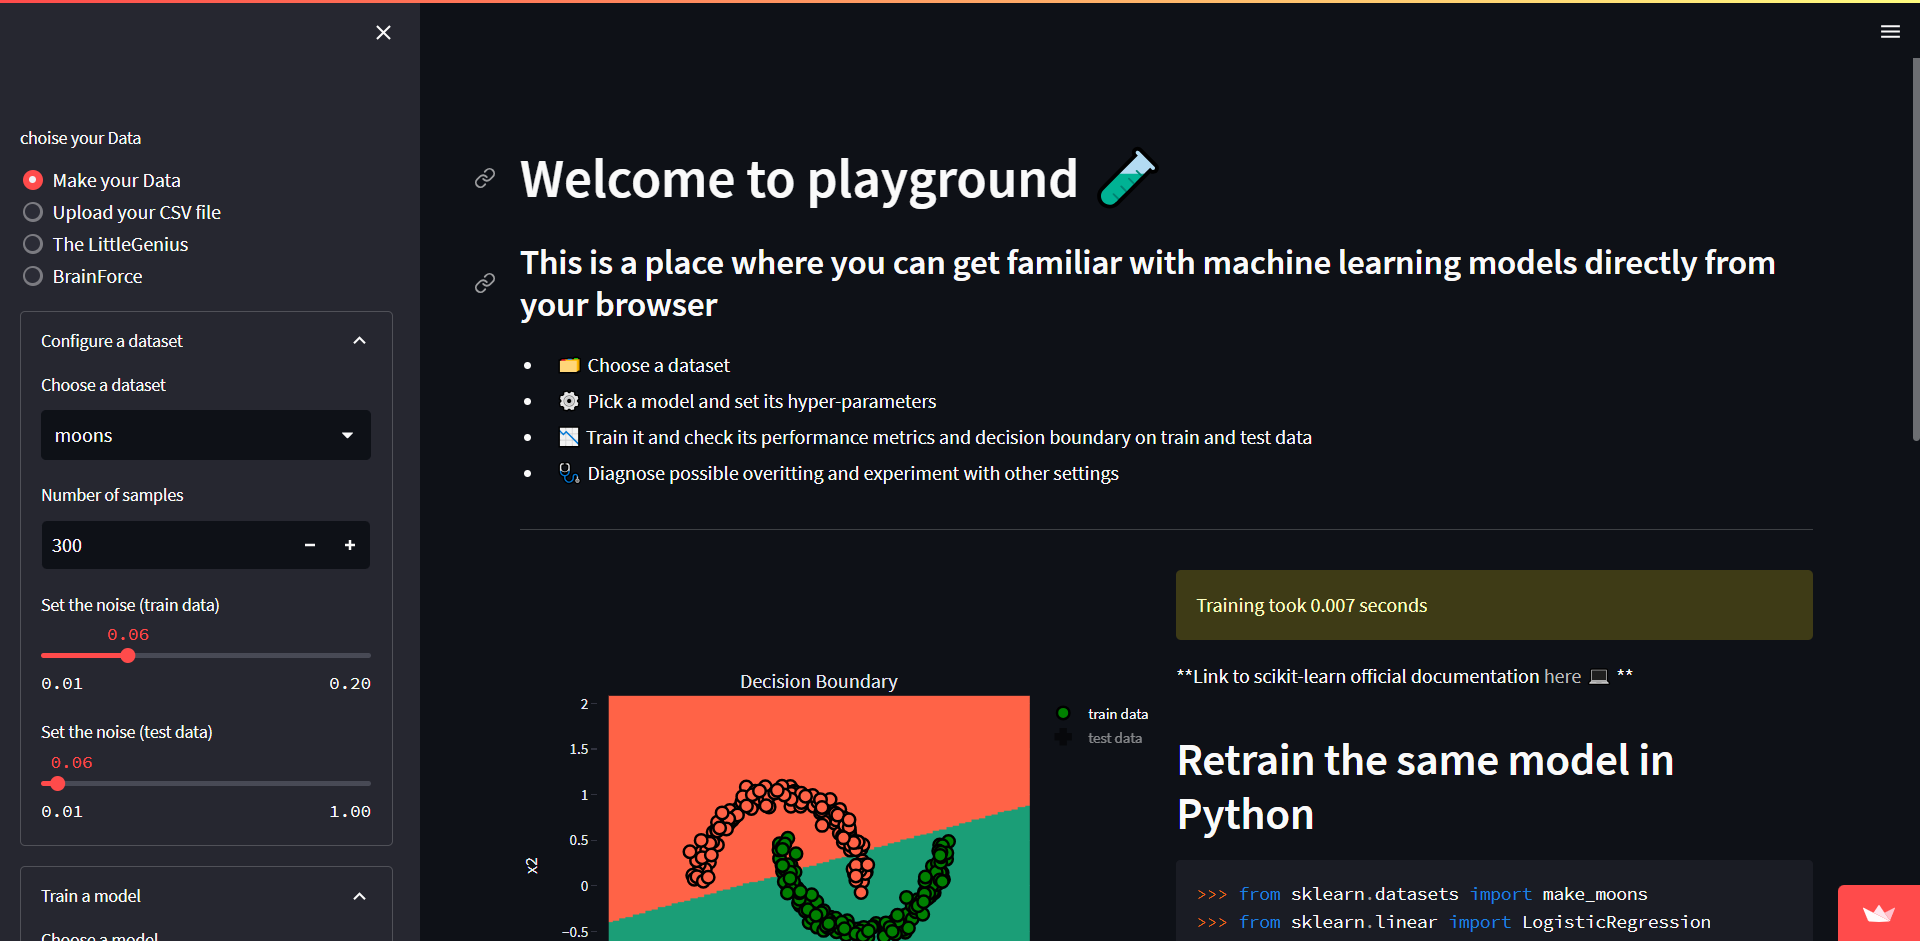 choise your Data
Make your Data
Upload your CSV file
The LittleGenius
BrainForce
Configure a dataset
Choose a dataset
moons
Number of samples
300
Set the noise (train data)
0.06
0.01 0.20
Set the noise (test data)
0.06
0.01 1.00
Train a model
Choose a model
Welcome to playground
This is a place where you can get familiar with machine learning models directly from
your browser
Choose a dataset
Pick a model and set its hyper-parameters
Train it and check its performance metrics and decision boundary on train and test data
Diagnose possible overitting and experiment with other settings
Decision Boundary
2
1.5
1
0.5
0
−0.5
x2
train data
test data
Training took 0.007 seconds
**Link to scikit-learn official documentation here **
Retrain the same model in
Python
>>> from sklearn.datasets import make_moons
>>> from sklearn.linear import LogisticRegression